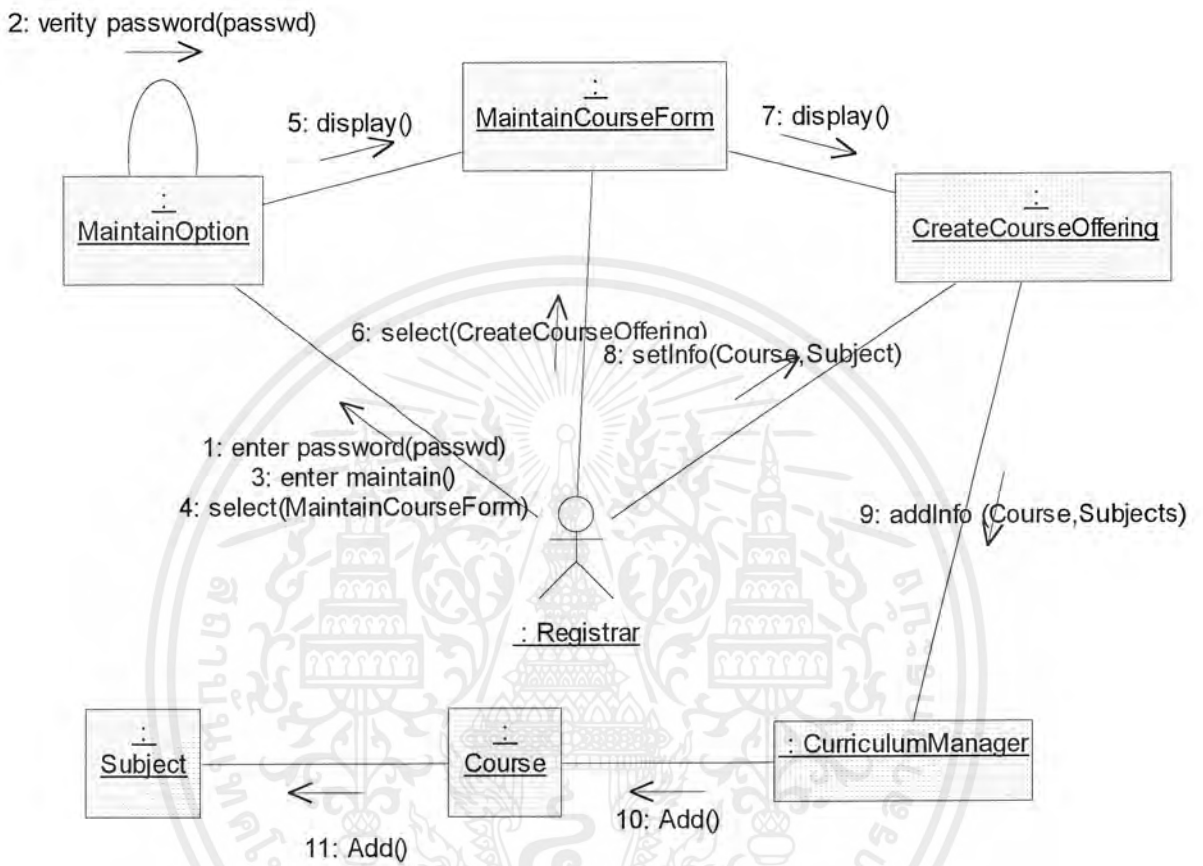 2: verity password(passwd)
:
MaintainCourseForm
5: display()
7: display()
:
MaintainOption
:
CreateCourseOffering
6: select(CreateCourseOffering)
8: setInfo(Course,Subject)
1: enter password(passwd)
3: enter maintain()
4: select(MaintainCourseForm)
9: addInfo (Course,Subjects)
: Registrar
:
Subject
:
Course
: CurriculumManager
10: Add()
11: Add()